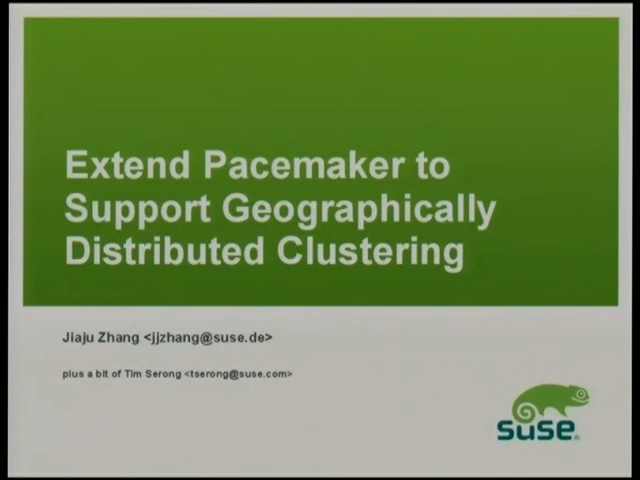 Extend Pacemaker to
Support Geographically
Distributed Clustering
Jiaju Zhang <jjzhang@suse.de>
plus a bit of Tim Serong <tserong@suse.com>
suse